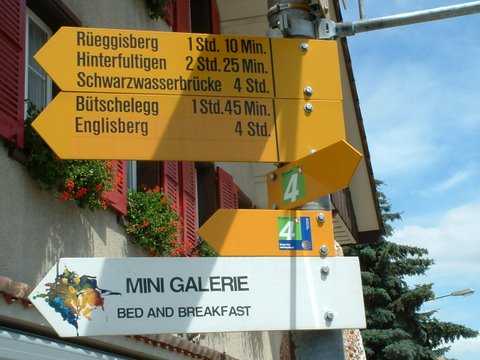 Rüeggisberg 1 Std. 10 Min.
Hinterfultigen 2 Std. 25 Min.
Schwarzwasserbrücke 4 Std.
Bütschelegg 1 Std. 45 Min.
Englisberg 4 Std.
4
4
MINI GALERIE
BED AND BREAKFAST